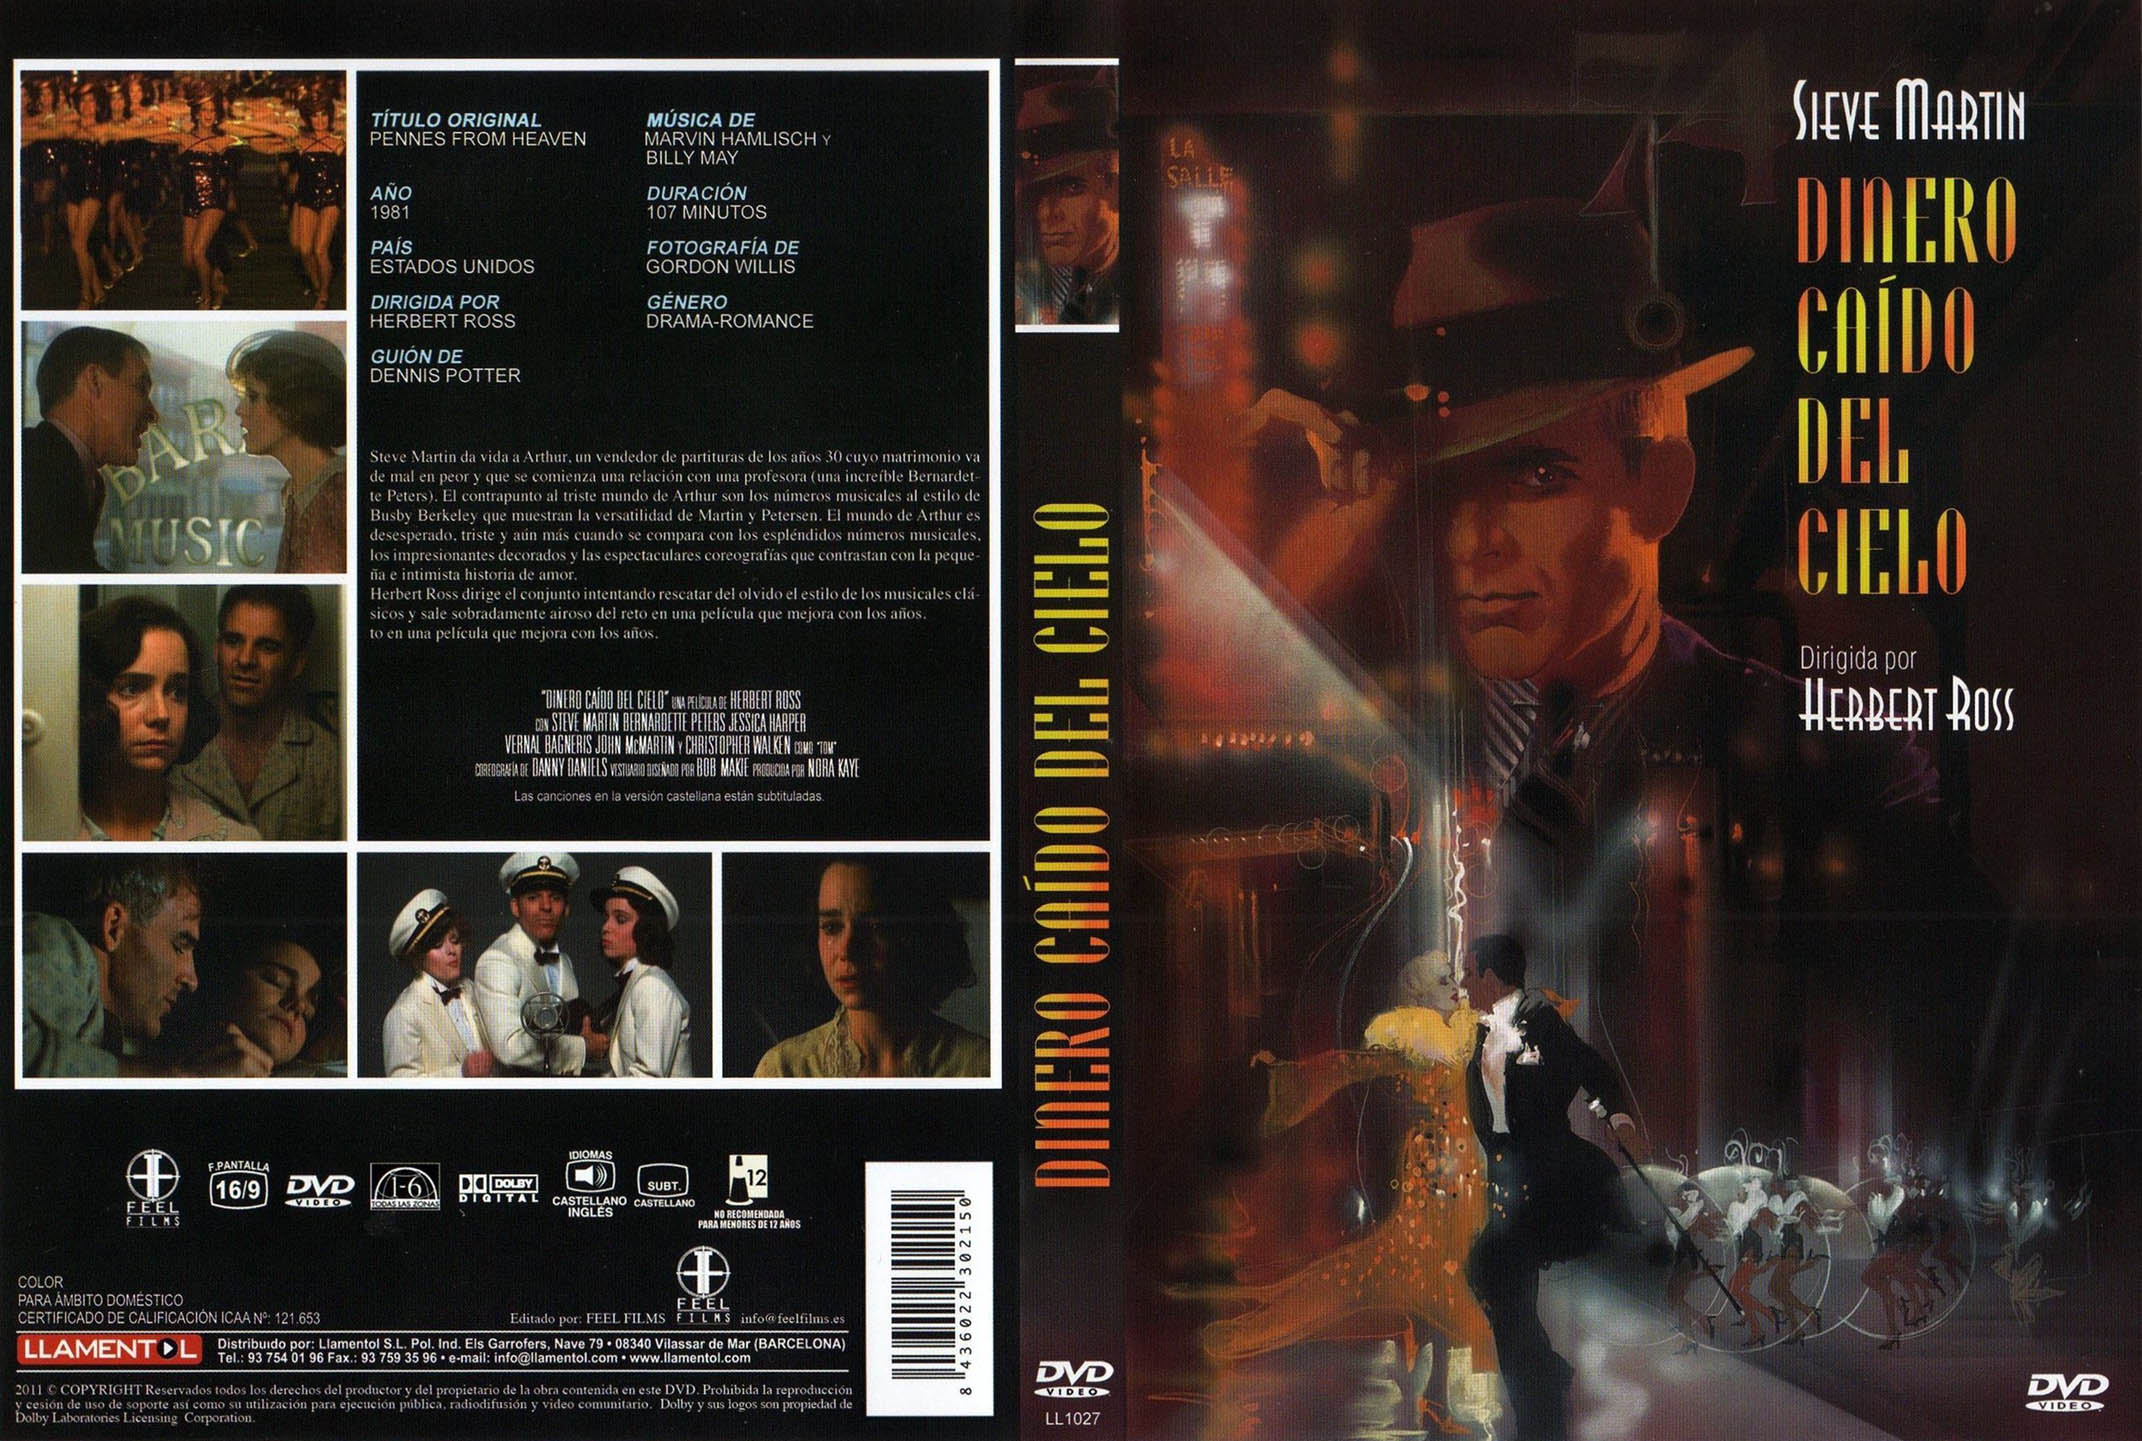 TÍTULO ORIGINAL
PENNES FROM HEAVEN
AÑO
1981
PAÍS
ESTADOS UNIDOS
DIRIGIDA POR
HERBERT ROSS
GUIÓN DE
DENNIS POTTER
MÚSICA DE
MARVIN HAMLISCH Y
BILLY MAY
DURACIÓN
107 MINUTOS
FOTOGRAFÍA DE
GORDON WILLIS
GÉNERO
DRAMA-ROMANCE
BAR
MUSIC
Steve Martin da vida a Arthur, un vendedor de partituras de los años 30 cuyo matrimonio va
de mal en peor y que se comienza una relación con una profesora (una increíble Bernardet-
te Peters). El contrapunto al triste mundo de Arthur son los números musicales al estilo de
Busby Berkeley que muestran la versatilidad de Martin y Petersen. El mundo de Arthur es
desesperado, triste y aún más cuando se compara con los espléndidos números musicales,
los impresionantes decorados y las espectaculares coreografías que contrastan con la peque-
ña e intimista historia de amor.
Herbert Ross dirige el conjunto intentando rescatar del olvido el estilo de los musicales clá-
sicos y sale sobradamente airoso del reto en una película que mejora con los años.
to en una película que mejora con los años.
"DINERO CAÍDO DEL CIELO" UNA PELÍCULA DE HERBERT ROSS
CON STEVE MARTIN BERNARDETTE PETERS JESSICA HARPER
VERNAL BAGNERIS JOHN McMARTIN Y CHRISTOPHER WALKEN COMO "TOM"
COREOGRAFÍA DE DANNY DANIELS VESTUARIO DISEÑADO POR BOB MAKIE PRODUCIDA POR NORA KAYE
Las canciones en la versión castellana están subtituladas.
FEEL
FILMS
F.PANTALLA
16/9
DVD
VIDEO
1-6
TODAS LAS ZONAS
DOLBY
DIGITAL
IDIOMAS
CASTELLANO
INGLÉS
SUBT.
CASTELLANO
12
NO RECOMENDADA
PARA MENORES DE 12 AÑOS
COLOR
PARA ÁMBITO DOMÉSTICO
CERTIFICADO DE CALIFICACIÓN ICAA Nº: 121.653
Editado por: FEEL FILMS
FEEL
FILMS
info@feelfilms.es
LLAMENTOL
Distribuido por: Llamentol S.L. Pol. Ind. Els Garrofers, Nave 79 • 08340 Vilassar de Mar (BARCELONA)
Tel.: 93 754 01 96 Fax.: 93 759 35 96 • e-mail: info@llamentol.com • www.llamentol.com
2011 © COPYRIGHT Reservados todos los derechos del productor y del propietario de la obra contenida en este DVD. Prohibida la reproducción
y cesión de uso de soporte así como su utilización para ejecución pública, radiodifusión y video comunitario. Dolby y sus logos son propiedad de
Dolby Laboratories Licensing Corporation.
8 436022 302150
DINERO CAÍDO DEL CIELO
DVD
VIDEO
LL1027
LA
SALLE
STEVE MARTIN
DINERO
CAÍDO
DEL
CIELO
Dirigida por
HERBERT ROSS
DVD
VIDEO